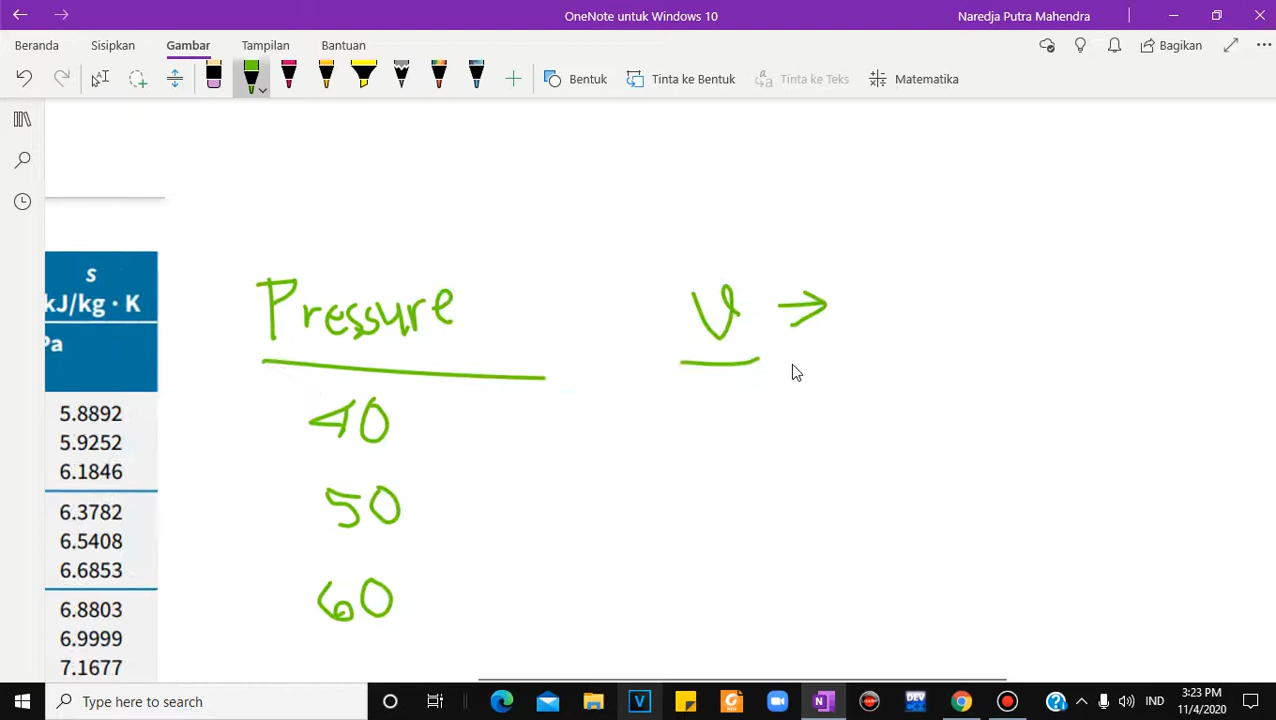 OneNote untuk Windows 10
Naredja Putra Mahendra
Beranda Sisipkan Gambar Tampilan Bantuan
Bagikan
Bentuk Tinta ke Bentuk Tinta ke Teks Matematika
s
kJ/kg · K
Pa
5.8892
5.9252
6.1846
6.3782
6.5408
6.6853
6.8803
6.9999
7.1677
Pressure V →
40
50
60
Type here to search
IND
3:23 PM
11/4/2020